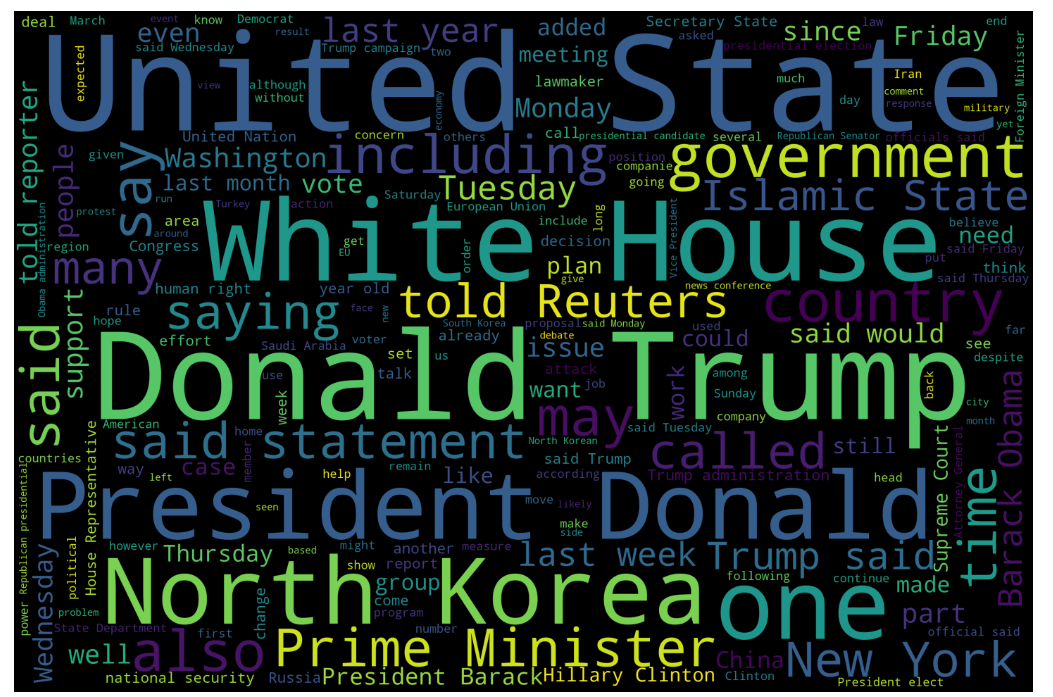 deal
March
Democrat
event
law
end
know
said Wednesday
Trump campaign
two
result
even
last year
added
meeting
Secretary State
asked
presidential election
since
Friday
United State
expected
view
although
without
economy
lawmaker
Monday
much
day
Iran
comment
response
military
yet
Foreign Minister
told reporter
people
given
say
United Nation
concern
others
call
presidential candidate
several
Republican Senator
officials said
Washington
including
position
companie
going
government
last month
vote
Tuesday
Saturday
European Union
Islamic State
protest
run
around
Turkey
action
area
Congress
region
Obama administration
White House
include
long
decision
Vice President
believe
need
put
said Friday
get
EU
order
many
human right
year old
plan
give
news conference
think
said Thursday
saying
face
new
told Reuters
country
rule
hope
support
said
effort
Saudi Arabia
voter
South Korea
already
proposal
debate
said Monday
issue
us
used
could
said would
see
far
despite
set
talk
use
week
want
attack
job
among
work
Sunday
company
back
city
month
Donald Trump
American
countries
House Representative
said statement
home
member
way
case
left
North Korean
may
called
still
remain
according
said Tuesday
Trump administration
head
Supreme Court
Attorney General
Barack Obama
time
like
help
seen
move
likely
make
side
President Donald
power
Republican presidential
Wednesday
political
however
Thursday
based
might
show
another
measure
report
last week
Trump said
made
following
continue
group
come
program
North Korea
one
part
problem
State Department
first
change
number
official said
well
also
Prime Minister
China
New York
national security
Russia
President Barack
Hillary Clinton
Clinton
President elect